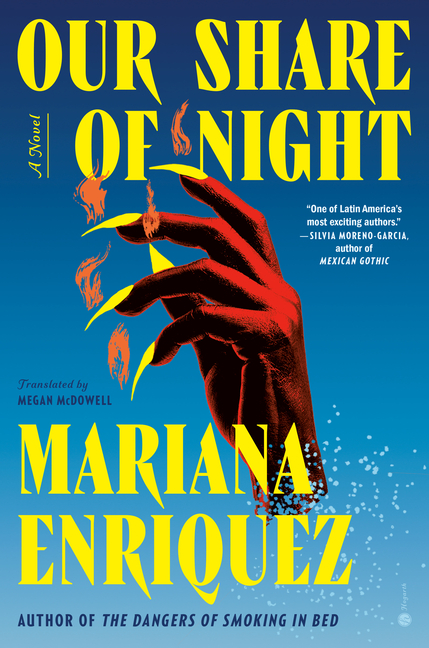 OUR SHARE
OF NIGHT
A Novel
“One of Latin America’s
most exciting authors.”
—SILVIA MORENO-GARCIA,
author of
MEXICAN GOTHIC
Translated by
MEGAN McDOWELL
MARIANA
ENRIQUEZ
AUTHOR OF THE DANGERS OF SMOKING IN BED
Hogarth